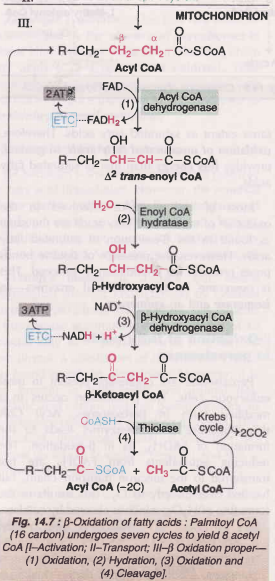 III.
MITOCHONDRION
β α
O
R–CH₂–CH₂–CH₂–C~SCoA
Acyl CoA
2ATP
FAD
ETC FADH₂
(1)
Acyl CoA
dehydrogenase
OH O
R–CH₂–CH=CH–C–SCoA
Δ² trans-enoyl CoA
H₂O
(2)
Enoyl CoA
hydratase
OH O
R–CH₂–CH–CH₂–C–SCoA
β-Hydroxyacyl CoA
3ATP
NAD⁺
ETC NADH + H⁺
(3)
β-Hydroxyacyl CoA
dehydrogenase
O O
R–CH₂–C–CH₂–C–SCoA
β-Ketoacyl CoA
CoASH
(4)
Thiolase
Krebs
cycle
2CO₂
O O
R–CH₂–C–SCoA + CH₃–C–SCoA
Acyl CoA (–2C) Acetyl CoA
Fig. 14.7 : β-Oxidation of fatty acids : Palmitoyl CoA
(16 carbon) undergoes seven cycles to yield 8 acetyl
CoA [I–Activation; II–Transport; III–β Oxidation proper—
(1) Oxidation, (2) Hydration, (3) Oxidation and
(4) Cleavage].